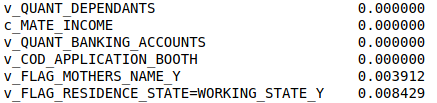 v_QUANT_DEPENDANTS 0.000000
c_MATE_INCOME 0.000000
v_QUANT_BANKING_ACCOUNTS 0.000000
v_COD_APPLICATION_BOOTH 0.000000
v_FLAG_MOTHERS_NAME_Y 0.003912
v_FLAG_RESIDENCE_STATE=WORKING_STATE_Y 0.008429